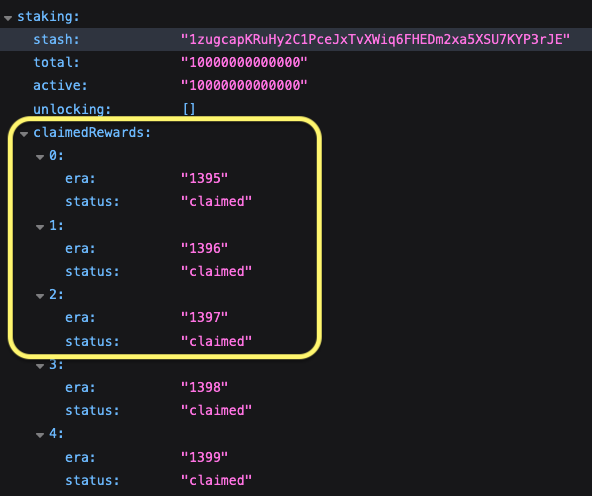 staking:
stash: "1zugcapKRuHy2C1PceJxTvXWiq6FHEDm2xa5XSU7KYP3rJE"
total: "10000000000000"
active: "10000000000000"
unlocking: []
claimedRewards:
0:
era: "1395"
status: "claimed"
1:
era: "1396"
status: "claimed"
2:
era: "1397"
status: "claimed"
3:
era: "1398"
status: "claimed"
4:
era: "1399"
status: "claimed"